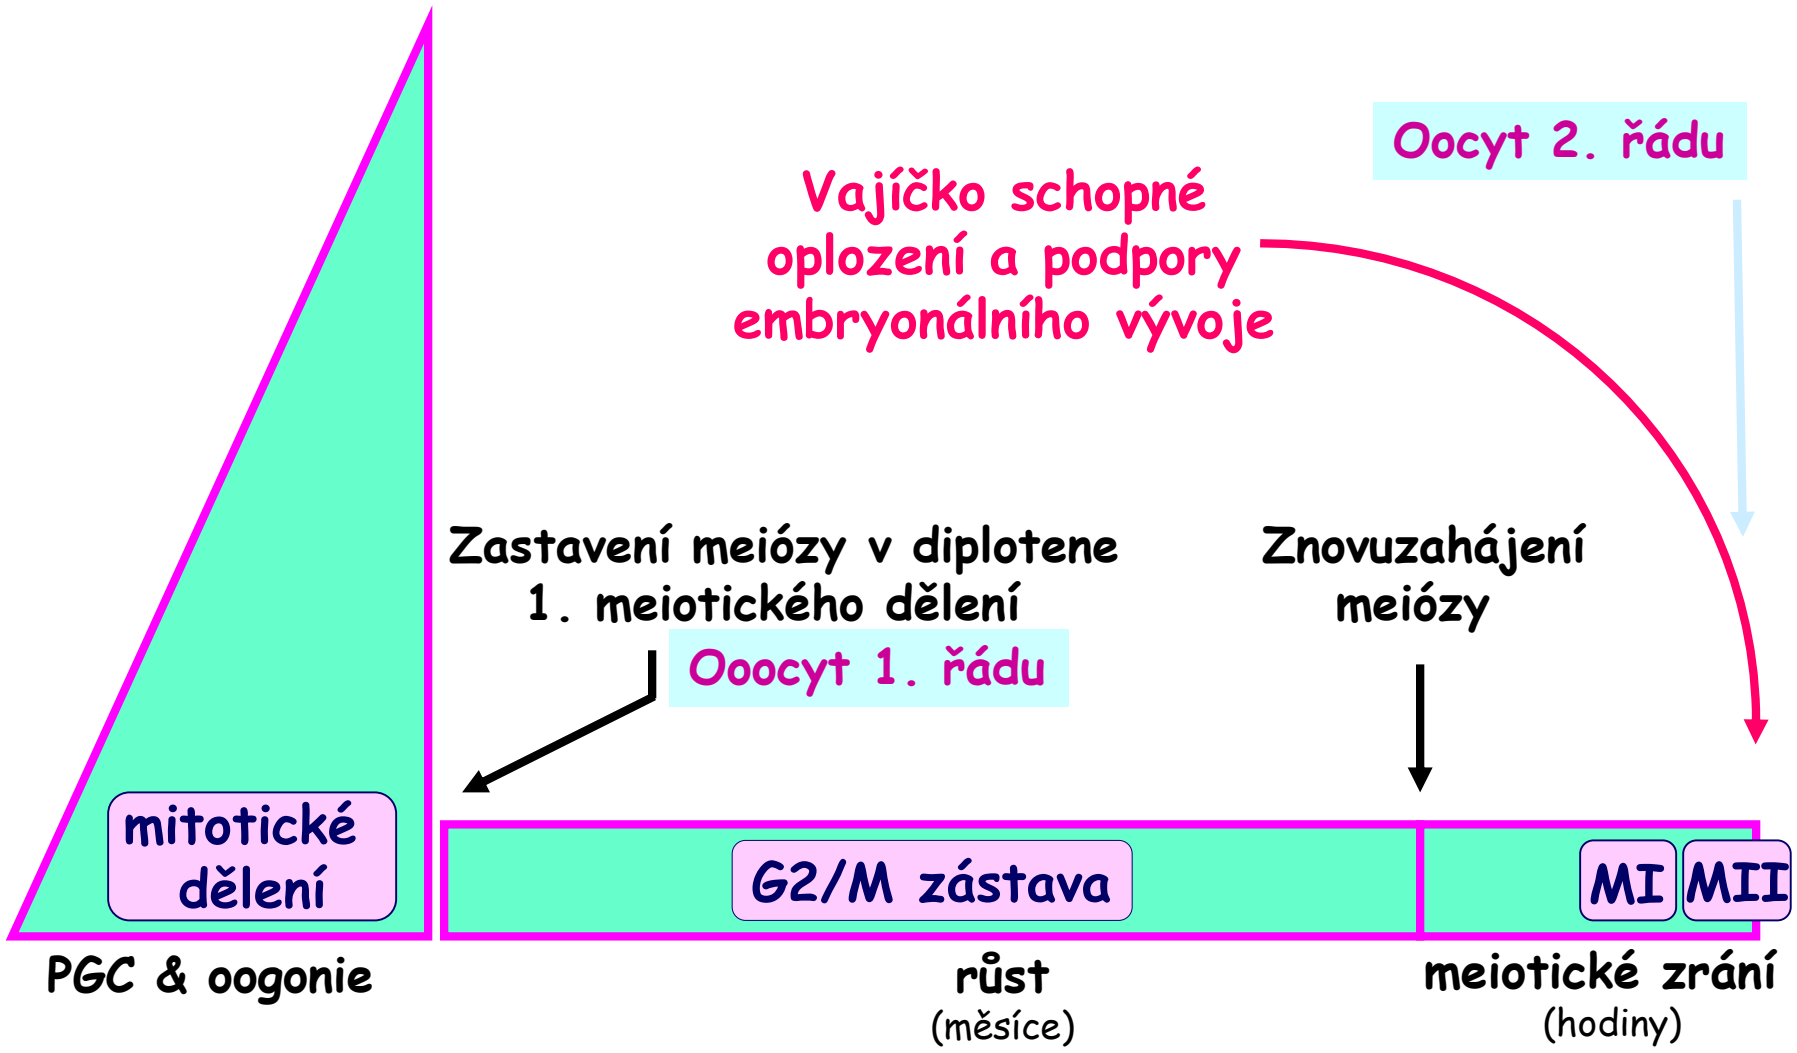 Oocyt 2. řádu
Vajíčko schopné
oplození a podpory
embryonálního vývoje
Zastavení meiózy v diplotene
1. meiotického dělení
Ooocyt 1. řádu
Znovuzahájení
meiózy
mitotické
dělení
G2/M zástava
MI
MII
PGC & oogonie
růst
(měsíce)
meiotické zrání
(hodiny)